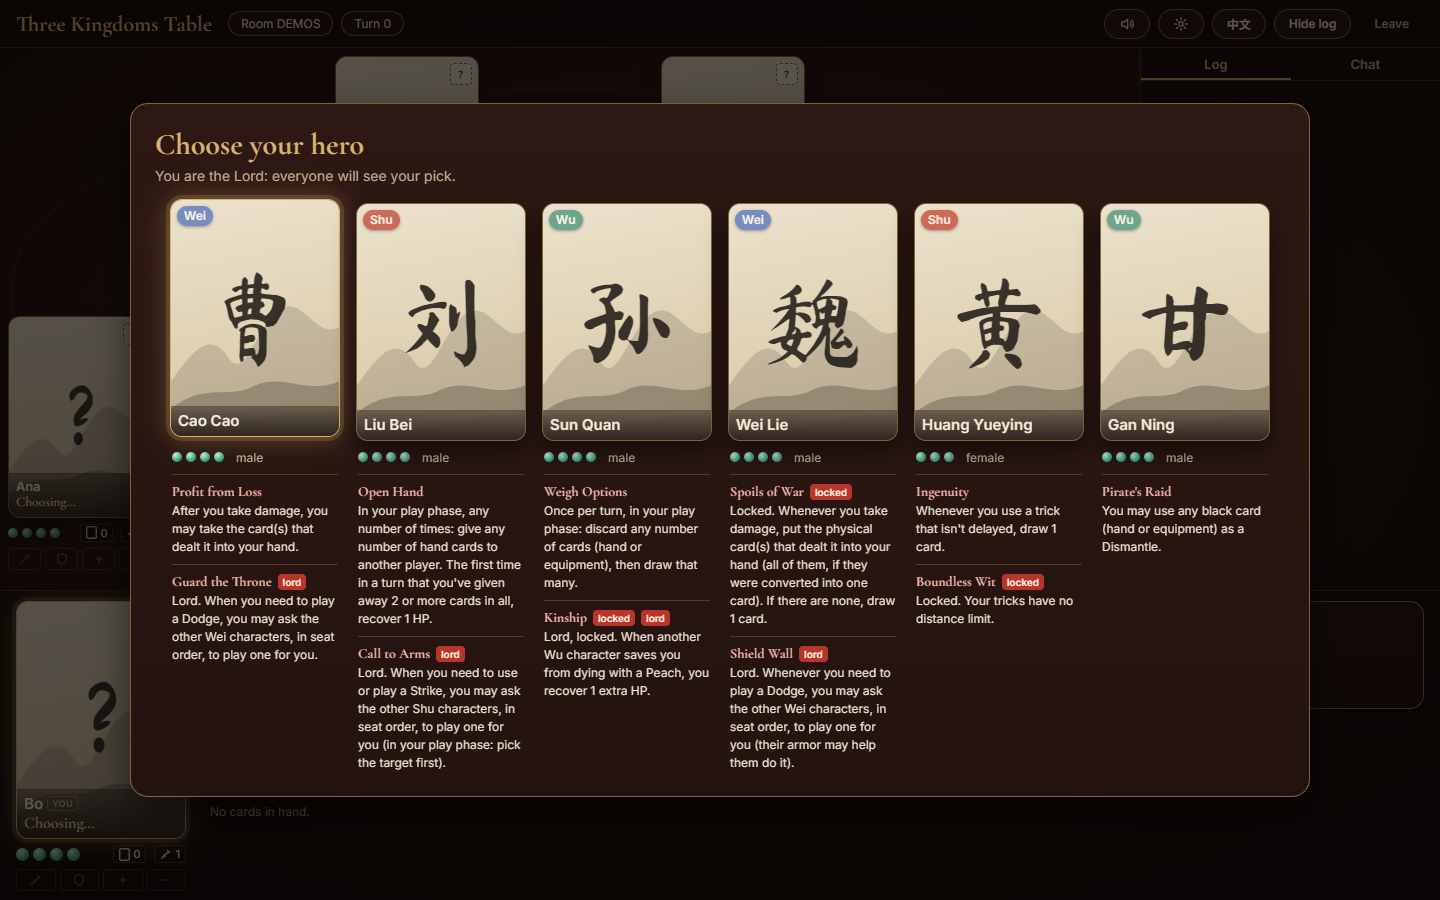 Three Kingdoms Table
Room DEMOS
Turn 0
中文
Hide log
Leave
Log
Chat
?
?
Choose your hero
You are the Lord: everyone will see your pick.
Wei
曹
Cao Cao
male
Profit from Loss
After you take damage, you
may take the card(s) that
dealt it into your hand.
Guard the Throne lord
Lord. When you need to play
a Dodge, you may ask the
other Wei characters, in seat
order, to play one for you.
Shu
刘
Liu Bei
male
Open Hand
In your play phase, any
number of times: give any
number of hand cards to
another player. The first time
in a turn that you've given
away 2 or more cards in all,
recover 1 HP.
Call to Arms lord
Lord. When you need to use
or play a Strike, you may ask
the other Shu characters, in
seat order, to play one for
you (in your play phase: pick
the target first).
Wu
孙
Sun Quan
male
Weigh Options
Once per turn, in your play
phase: discard any number
of cards (hand or
equipment), then draw that
many.
Kinship locked lord
Lord, locked. When another
Wu character saves you
from dying with a Peach, you
recover 1 extra HP.
Wei
魏
Wei Lie
male
Spoils of War locked
Locked. Whenever you take
damage, put the physical
card(s) that dealt it into your
hand (all of them, if they
were converted into one
card). If there are none, draw
1 card.
Shield Wall lord
Lord. Whenever you need to
play a Dodge, you may ask
the other Wei characters, in
seat order, to play one for
you (their armor may help
them do it).
Shu
黄
Huang Yueying
female
Ingenuity
Whenever you use a trick
that isn't delayed, draw 1
card.
Boundless Wit locked
Locked. Your tricks have no
distance limit.
Wu
甘
Gan Ning
male
Pirate's Raid
You may use any black card
(hand or equipment) as a
Dismantle.
?
Ana
Choosing...
0
?
Bo YOU
Choosing...
0
1
No cards in hand.